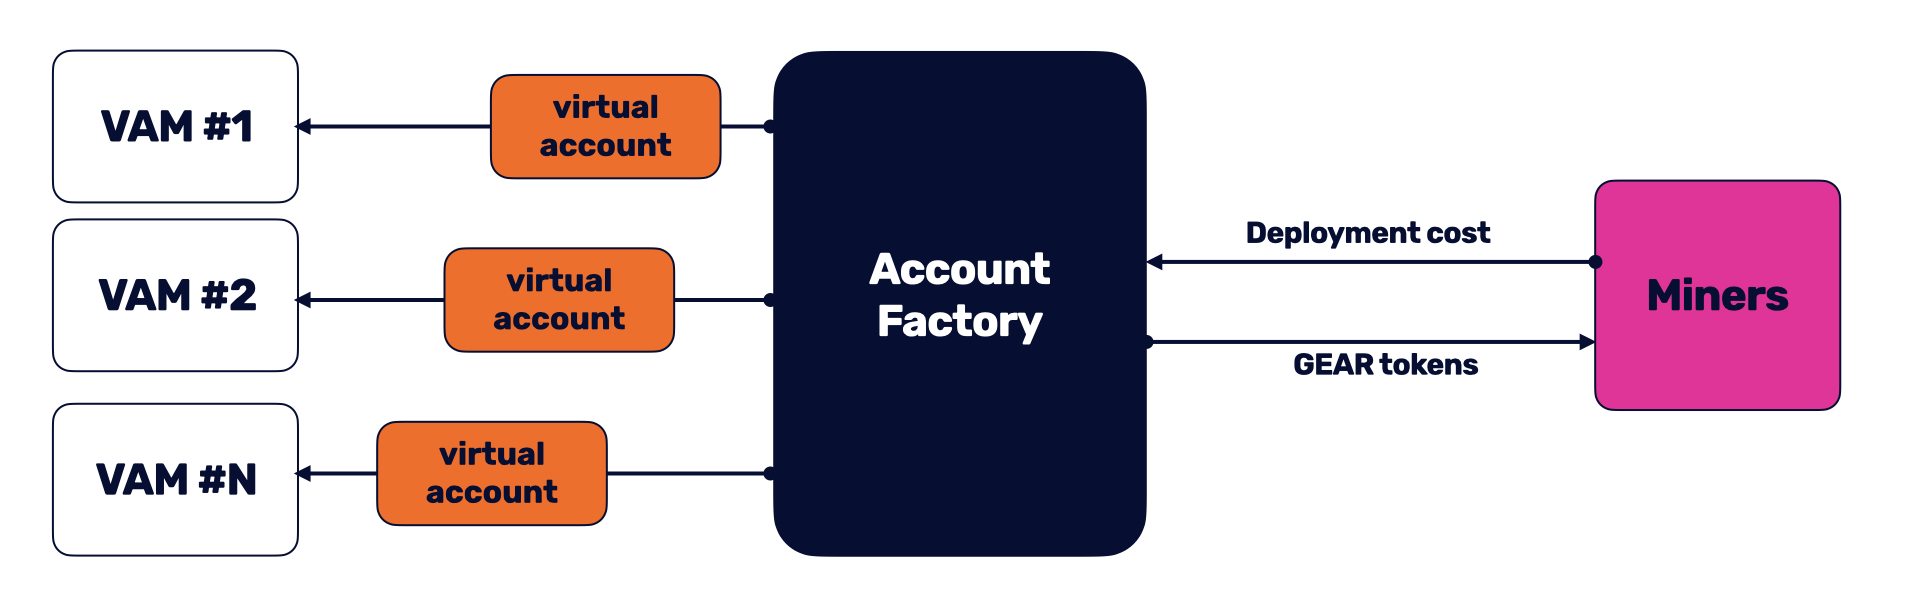 VAM #1
virtual
account
VAM #2
virtual
account
VAM #N
virtual
account
Account
Factory
Deployment cost
GEAR tokens
Miners